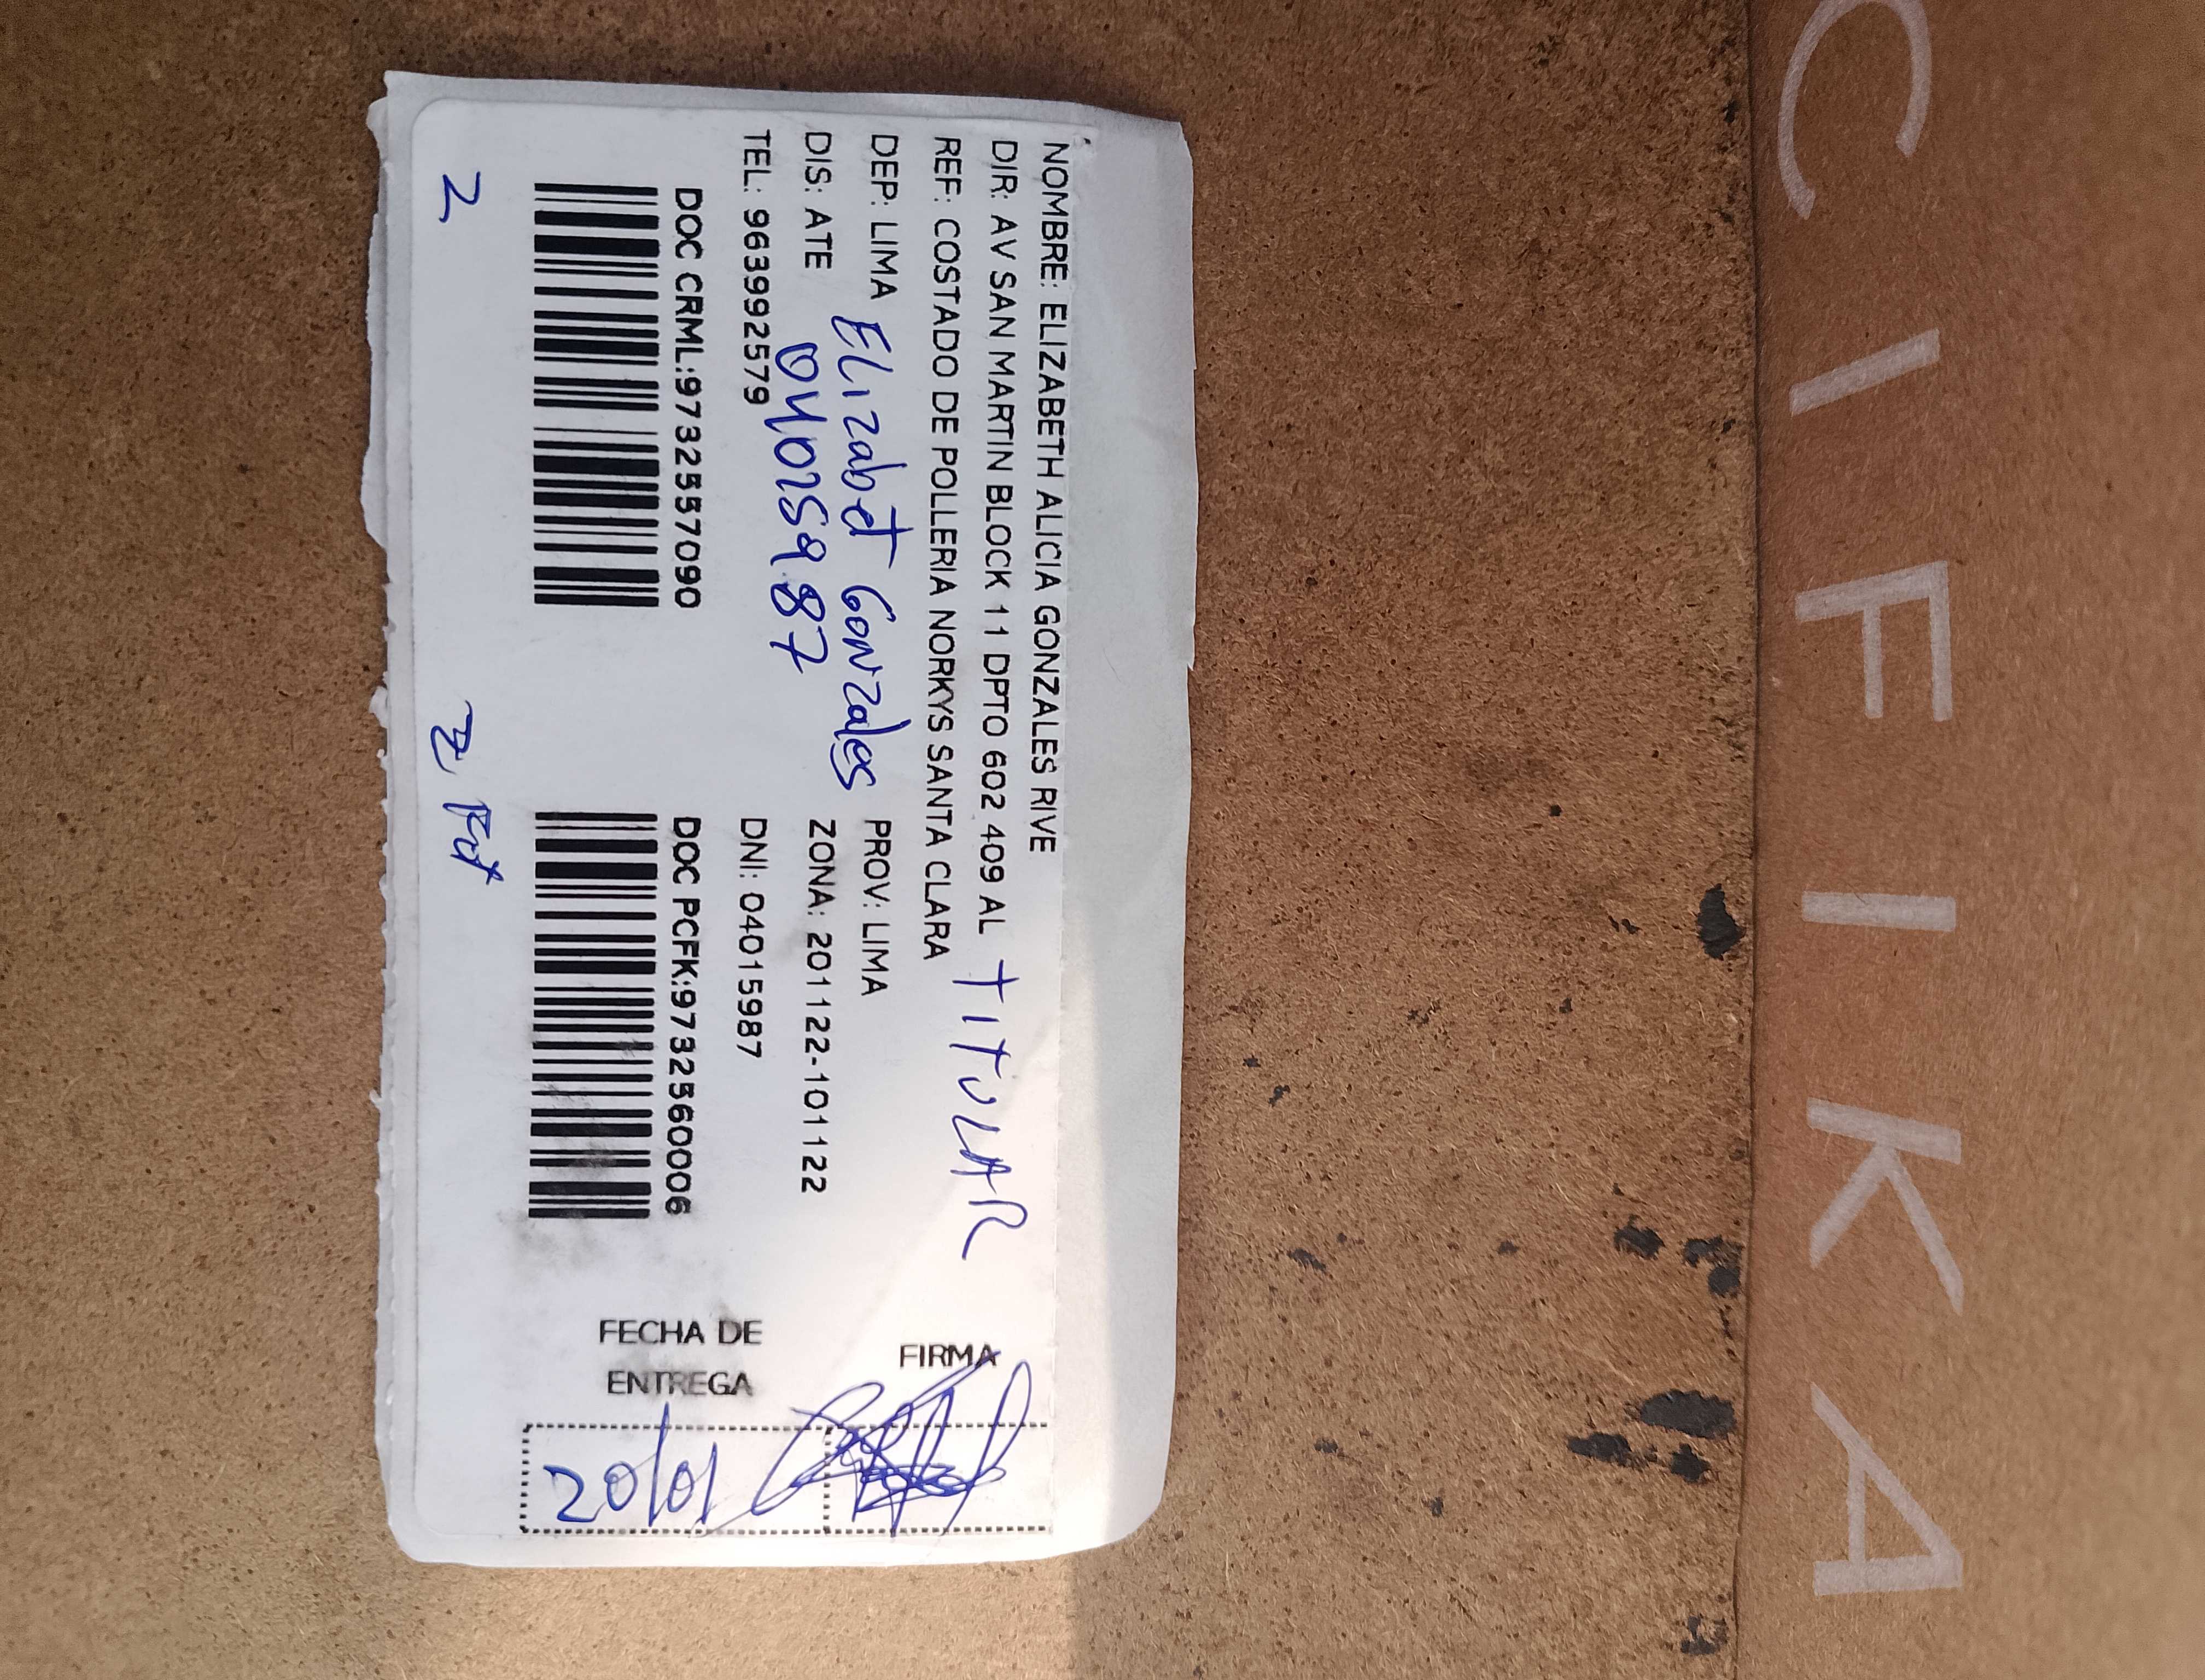 NOMBRE: ELIZABETH ALICIA GONZALES RIVE
DIR: AV SAN MARTIN BLOCK 11 DPTO 602 409 AL
TITULAR
REF: COSTADO DE POLLERIA NORKYS SANTA CLARA
DEP: LIMA
PROV: LIMA
Elizabet Gonzales
DIS: ATE
ZONA: 201122-101122
04015987
TEL: 963992579
DNI: 04015987
DOC CRML:9732557090
DOC PCFK:9732560006
2
FIRMA
FECHA DE
ENTREGA
20/01
CIFIKA